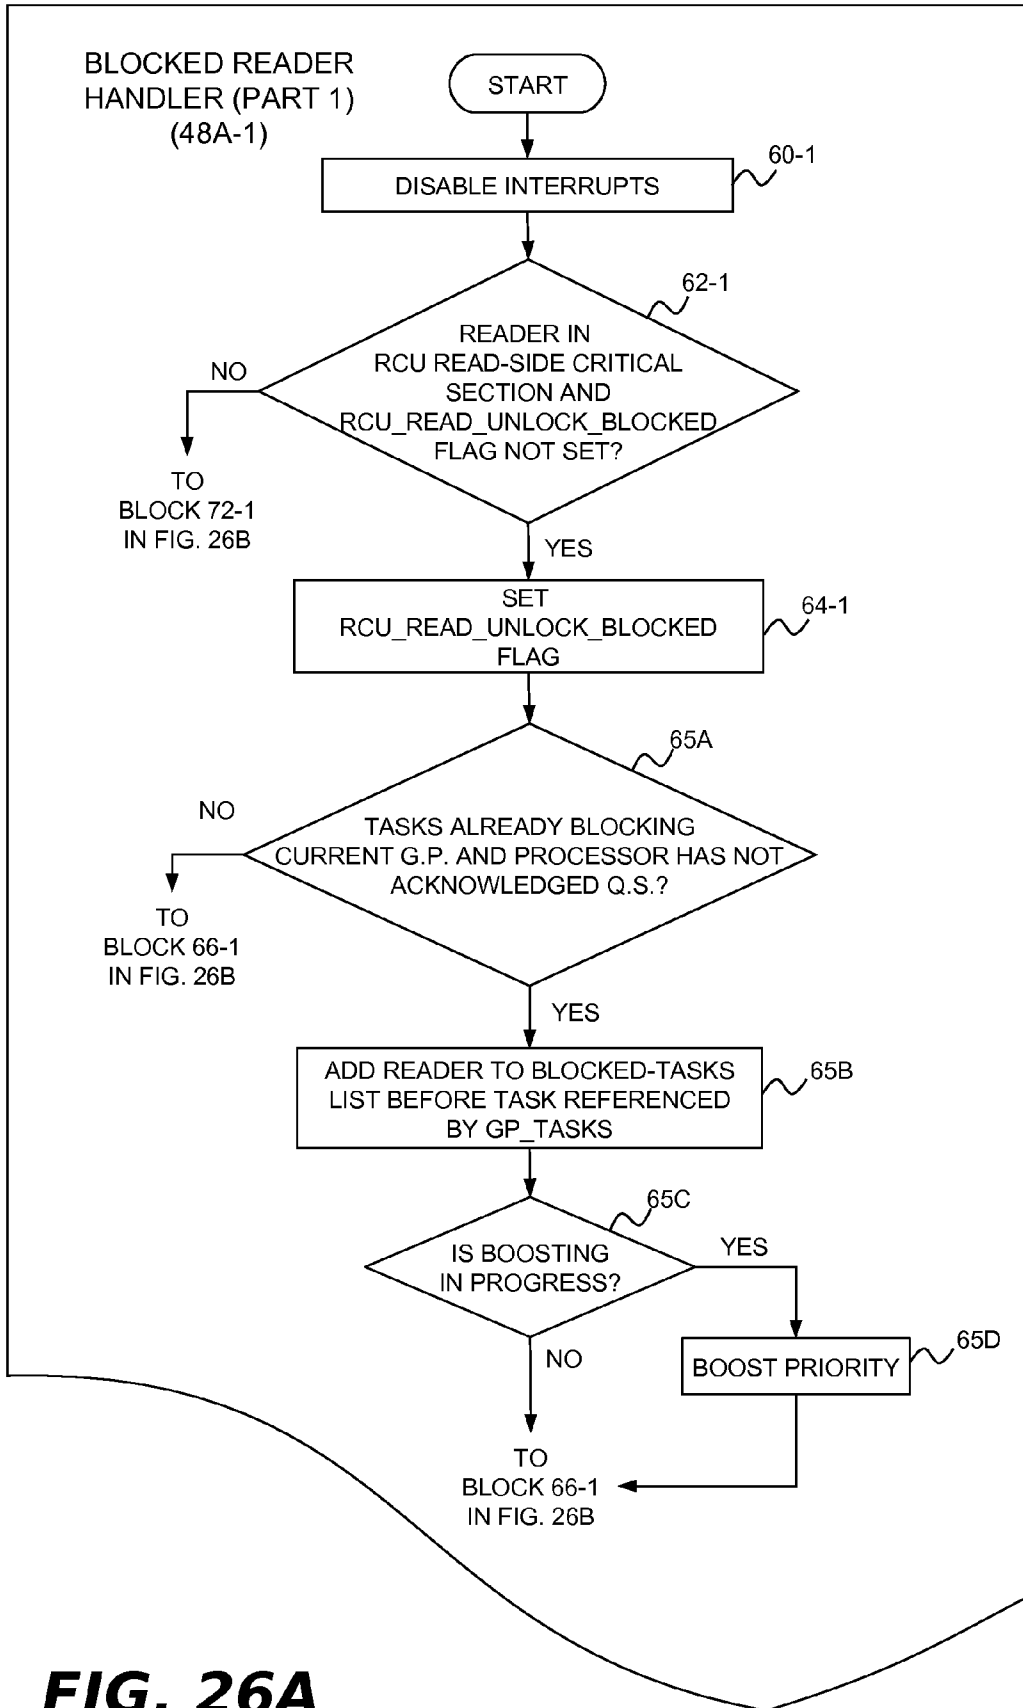 BLOCKED READER
HANDLER (PART 1)
(48A-1)
START
60-1
DISABLE INTERRUPTS
62-1
READER IN
RCU READ-SIDE CRITICAL
SECTION AND
RCU_READ_UNLOCK_BLOCKED
FLAG NOT SET?
NO
TO
BLOCK 72-1
IN FIG. 26B
YES
64-1
SET
RCU_READ_UNLOCK_BLOCKED
FLAG
65A
NO
TASKS ALREADY BLOCKING
CURRENT G.P. AND PROCESSOR HAS NOT
ACKNOWLEDGED Q.S.?
TO
BLOCK 66-1
IN FIG. 26B
YES
65B
ADD READER TO BLOCKED-TASKS
LIST BEFORE TASK REFERENCED
BY GP_TASKS
65C
IS BOOSTING
IN PROGRESS?
YES
NO
65D
BOOST PRIORITY
TO
BLOCK 66-1
IN FIG. 26B
FIG. 26A